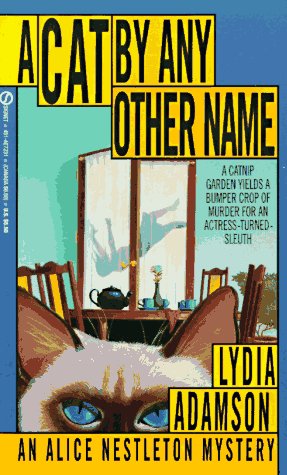 A CAT BY ANY
OTHER NAME
A CATNIP
GARDEN YIELDS A
BUMPER CROP OF
MURDER FOR AN
ACTRESS-TURNED-
SLEUTH
LYDIA
ADAMSON
AN ALICE NESTLETON MYSTERY
SIGNET